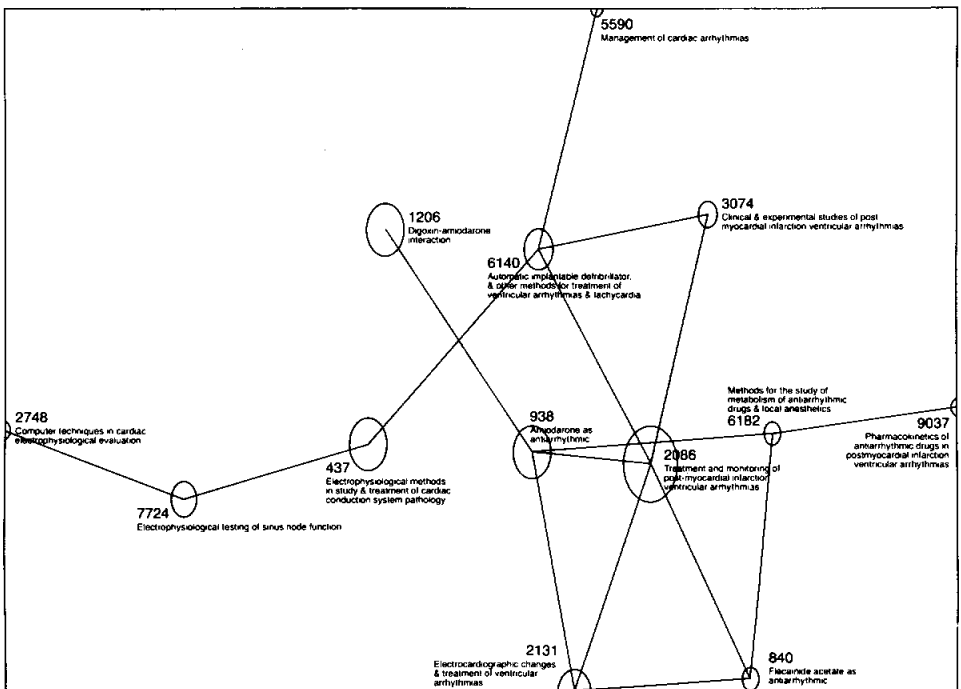 5590
Management of cardiac arrhythmias
3074
Clinical & experimental studies of post
myocardial infarction ventricular arrhythmias
1206
Digoxin-amiodarone
interaction
6140
Automatic implantable defribrillator,
& other methods for treatment of
ventricular arrhythmias & tachycardia
2748
Computer techniques in cardiac
electrophysiological evaluation
437
Electrophysiological methods
in study & treatment of cardiac
conduction system pathology
7724
Electrophysiological testing of sinus node function
938
Amiodarone as
antiarrhythmic
2086
Treatment and monitoring of
post-myocardial infarction
ventricular arrhythmias
Methods for the study of
metabolism of antiarrhythmic
drugs & local anesthetics
6182
9037
Pharmacokinetics of
antiarrhythmic drugs in
postmyocardial infarction
ventricular arrhythmias
2131
Electrocardiographic changes
& treatment of ventricular
arrhythmias
840
Flecainide acetate as
antiarrhythmic